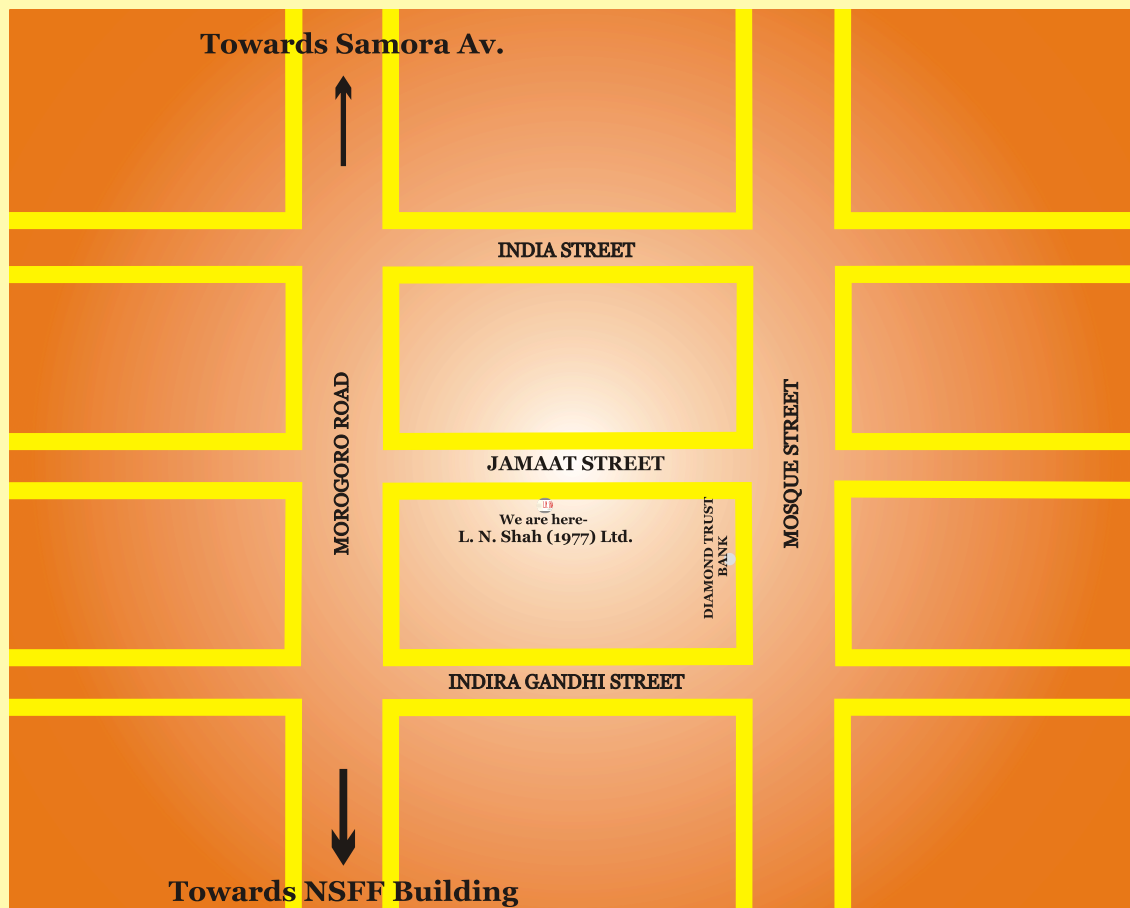 Towards Samora Av.
INDIA STREET
MOROGORO ROAD
MOSQUE STREET
JAMAAT STREET
We are here-
L. N. Shah (1977) Ltd.
DIAMOND TRUST
BANK
INDIRA GANDHI STREET
Towards NSFF Building